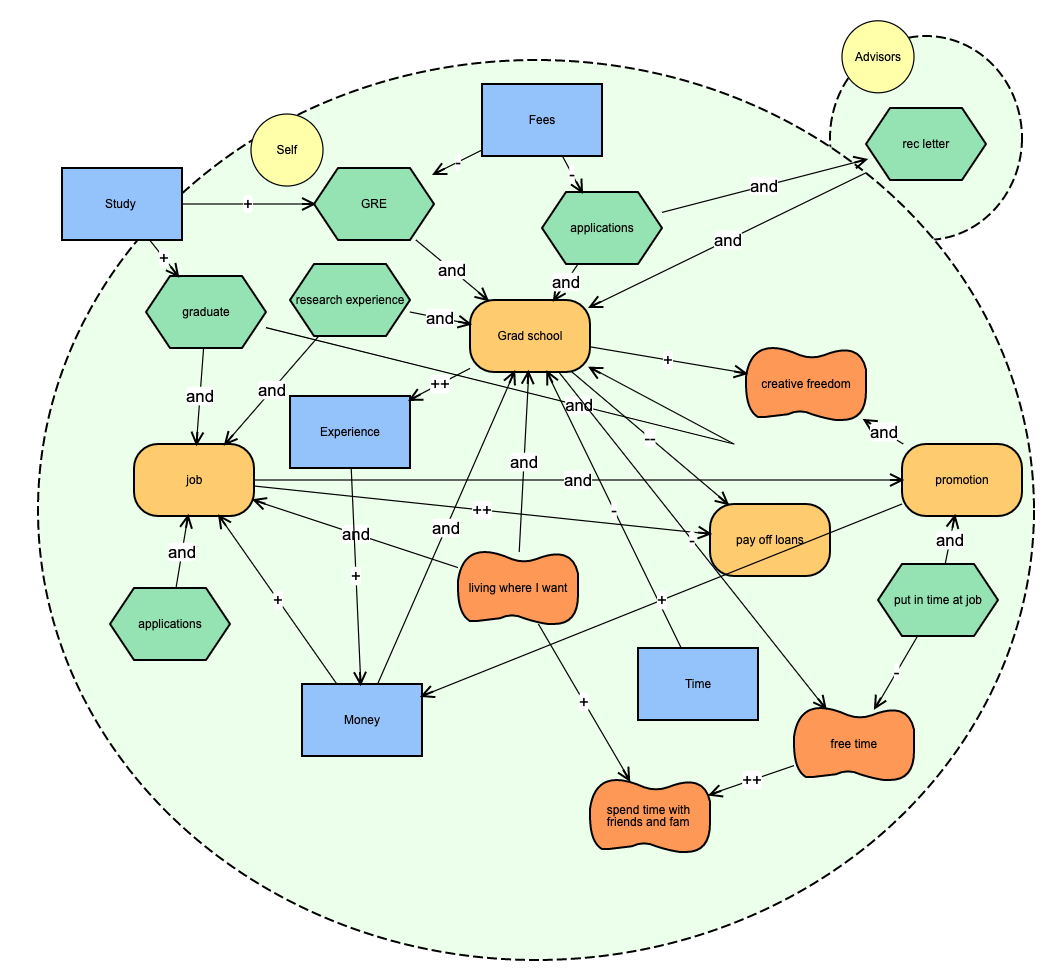 Advisors
Fees
rec letter
Self
-
-
and
Study
+
GRE
applications
and
and
and
graduate
research experience
and
Grad school
+
creative freedom
++
and
and
and
Experience
--
and
and
job
and
promotion
++
-
and
and
-
pay off loans
and
and
+
living where I want
+
+
put in time at job
applications
-
Time
+
Money
free time
++
spend time with
friends and fam